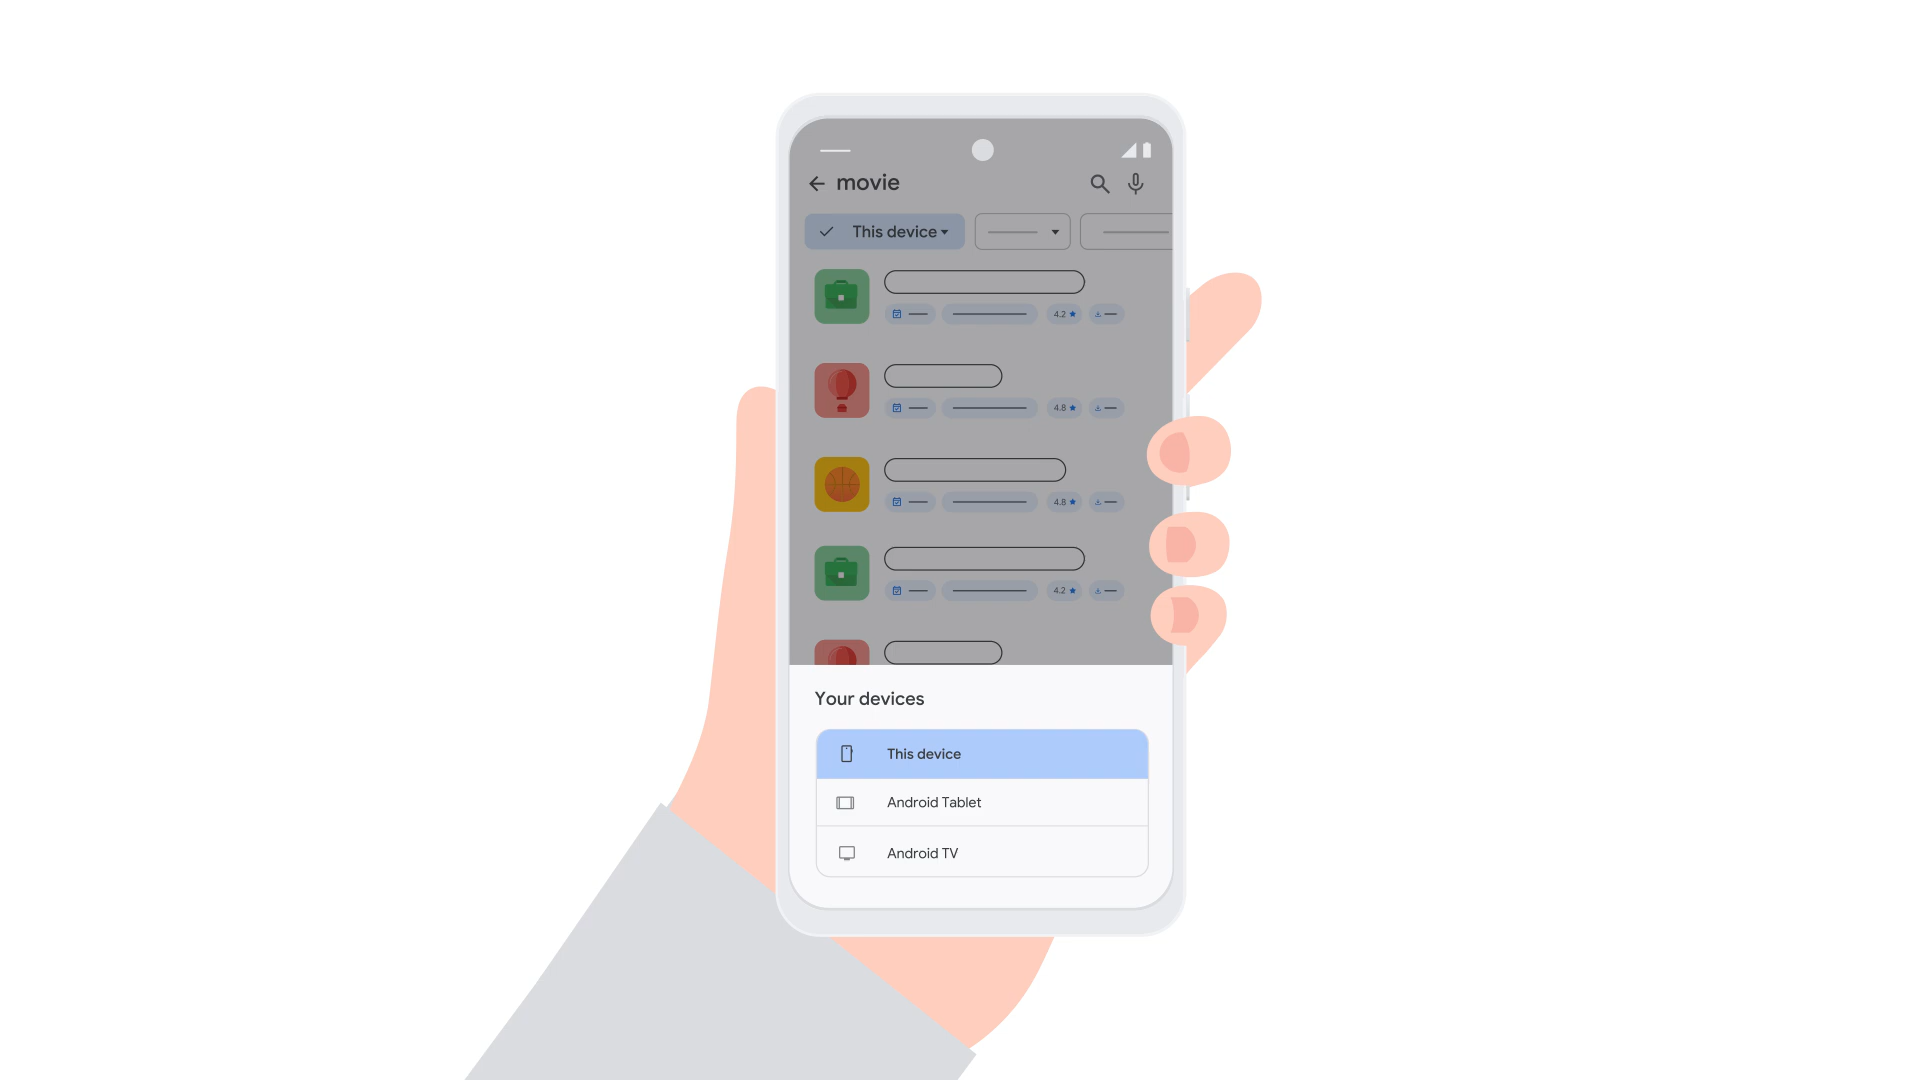 movie
This device
4.2
4.8
4.8
4.2
Your devices
This device
Android Tablet
Android TV